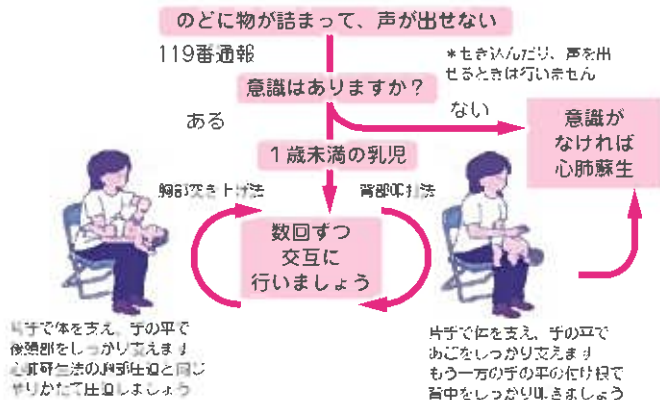 のどに物が詰まって、声が出せない
119番通報
＊せき込んだり、声を出
せるときは行いません
意識はありますか？
ある
ない
意識が
なければ
心肺蘇生
１歳未満の乳児
胸部突き上げ法
背部叩打法
数回ずつ
交互に
行いましょう
片手で体を支え、手の平で
後頭部をしっかり支えます
心肺蘇生法の胸部圧迫と同じ
やりかたで圧迫しましょう
片手で体を支え、手の平で
あごをしっかり支えます
もう一方の手の平の付け根で
背中をしっかり叩きましょう